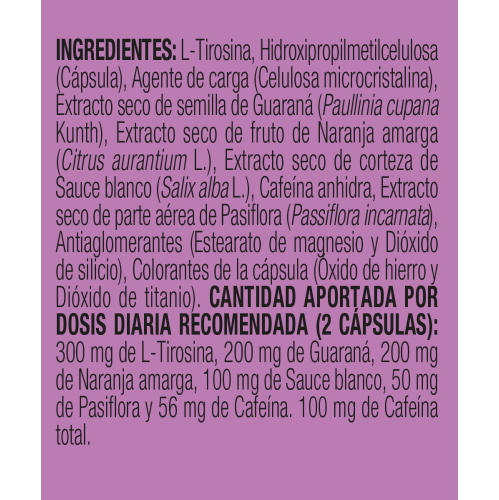 INGREDIENTES: L-Tirosina, Hidroxipropilmetilcelulosa
(Cápsula), Agente de carga (Celulosa microcristalina),
Extracto seco de semilla de Guaraná (Paullinia cupana
Kunth), Extracto seco de fruto de Naranja amarga
(Citrus aurantium L.), Extracto seco de corteza de
Sauce blanco (Salix alba L.), Cafeína anhidra, Extracto
seco de parte aérea de Pasiflora (Passiflora incarnata),
Antiaglomerantes (Estearato de magnesio y Dióxido
de silicio), Colorantes de la cápsula (Óxido de hierro y
Dióxido de titanio). CANTIDAD APORTADA POR
DOSIS DIARIA RECOMENDADA (2 CÁPSULAS):
300 mg de L-Tirosina, 200 mg de Guaraná, 200 mg
de Naranja amarga, 100 mg de Sauce blanco, 50 mg
de Pasiflora y 56 mg de Cafeína. 100 mg de Cafeína
total.